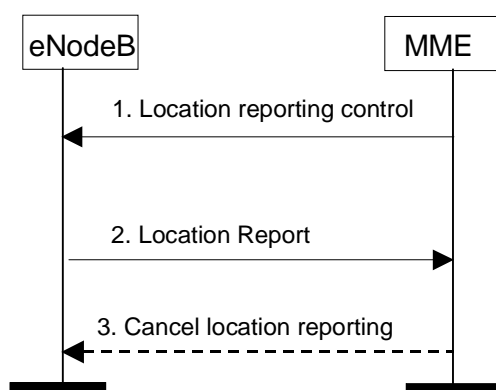 eNodeB
MME
1. Location reporting control
2. Location Report
3. Cancel location reporting